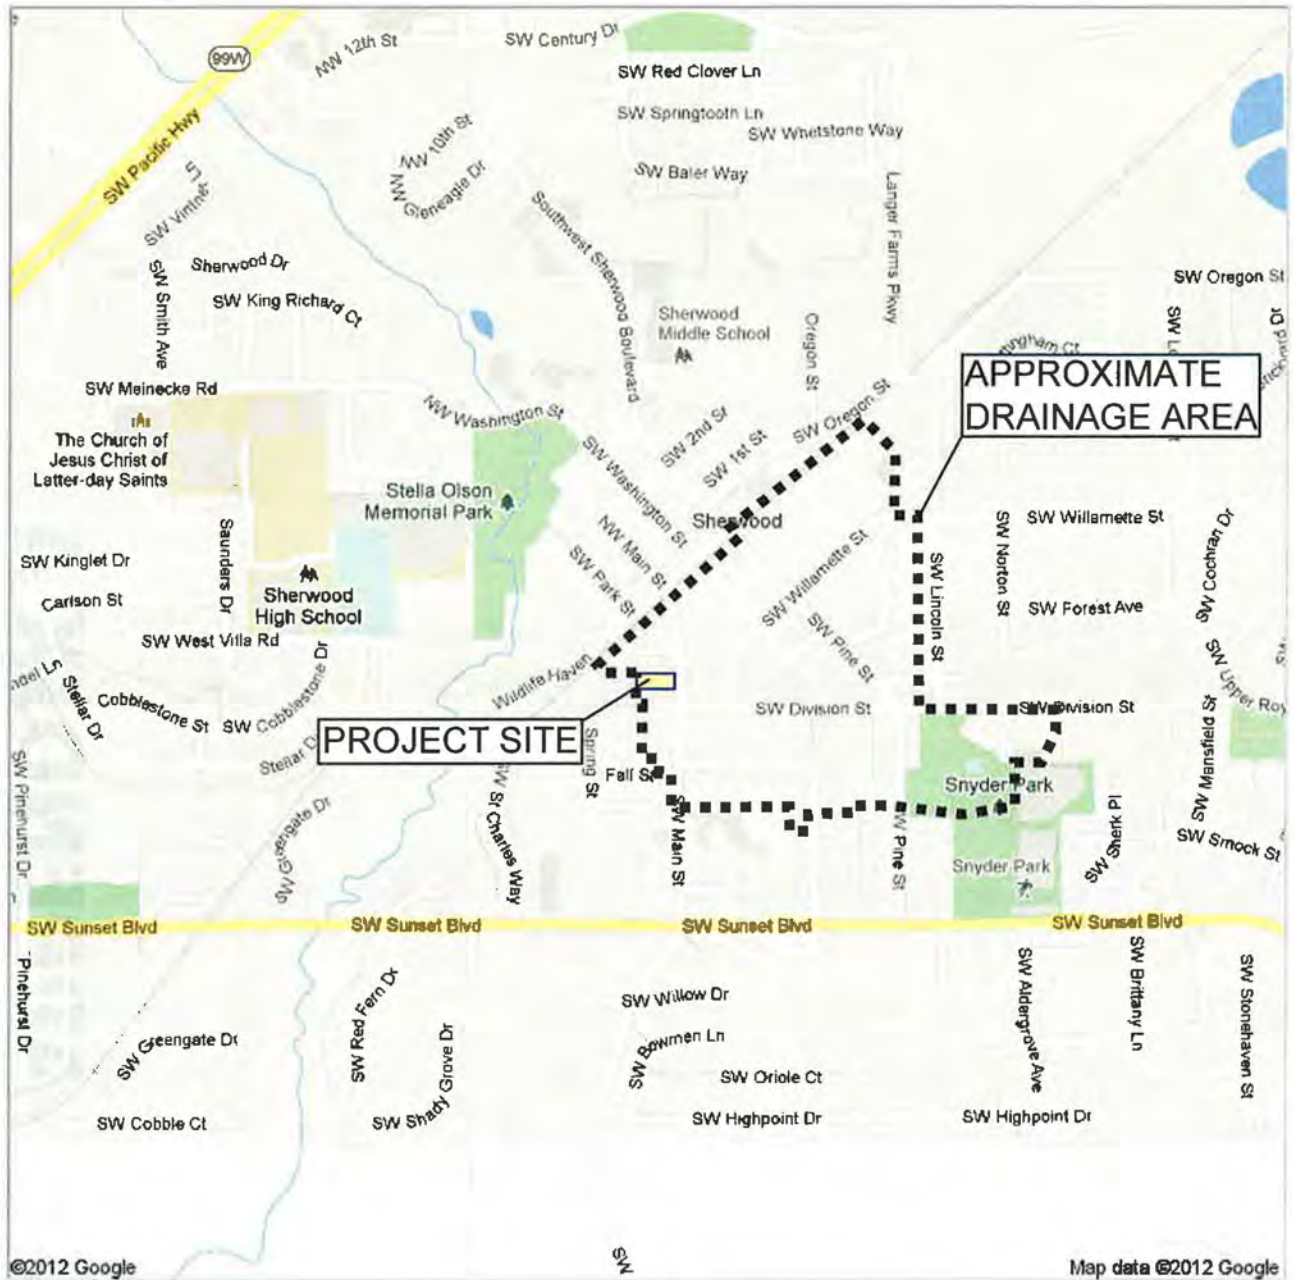 99W
NW 12th St
SW Century Dr
SW Red Clover Ln
SW Springtooth Ln
SW Whetstone Way
SW Pacific Hwy
NW 10th St
SW Baler Way
NW Gleneagle Dr
Langer Farms Pkwy
Southwest Sherwood Boulevard
Sherwood Dr
SW Smith Ave
SW King Richard Ct
SW Oregon St
Sherwood
Middle School
Oregon St
APPROXIMATE
DRAINAGE AREA
SW Meinecke Rd
The Church of
Jesus Christ of
Latter-day Saints
NW Washington St
SW Oregon St
SW 2nd St
SW 1st St
SW Washington St
Stella Olson
Memorial Park
Sherwood
NW Main St
SW Park St
SW Willamette St
SW Willamette St
SW Norton St
SW Cochran Dr
SW Kinglet Dr
Saunders Dr
Carlson St
Sherwood
High School
SW Lincoln St
SW Forest Ave
SW Pine St
SW West Villa Rd
Wildlife Haven
Stellar Dr
Cobblestone St
SW Cobblestone Dr
PROJECT SITE
SW Division St
SW Division St
SW Mansfield St
Spring St
Fall St
Snyder Park
SW Pinehurst Dr
SW St Charles Way
SW Main St
SW Pine St
SW Sherk Pl
SW Smock St
Snyder Park
SW Sunset Blvd
SW Sunset Blvd
SW Sunset Blvd
SW Sunset Blvd
Pinehurst Dr
SW Greengate Dr
SW Red Fern Dr
SW Shady Grove Dr
SW Willow Dr
SW Bowmen Ln
SW Oriole Ct
SW Aldergrove Ave
SW Brittany Ln
SW Stonehaven St
SW Cobble Ct
SW Highpoint Dr
SW Highpoint Dr
SW
©2012 Google
Map data ©2012 Google